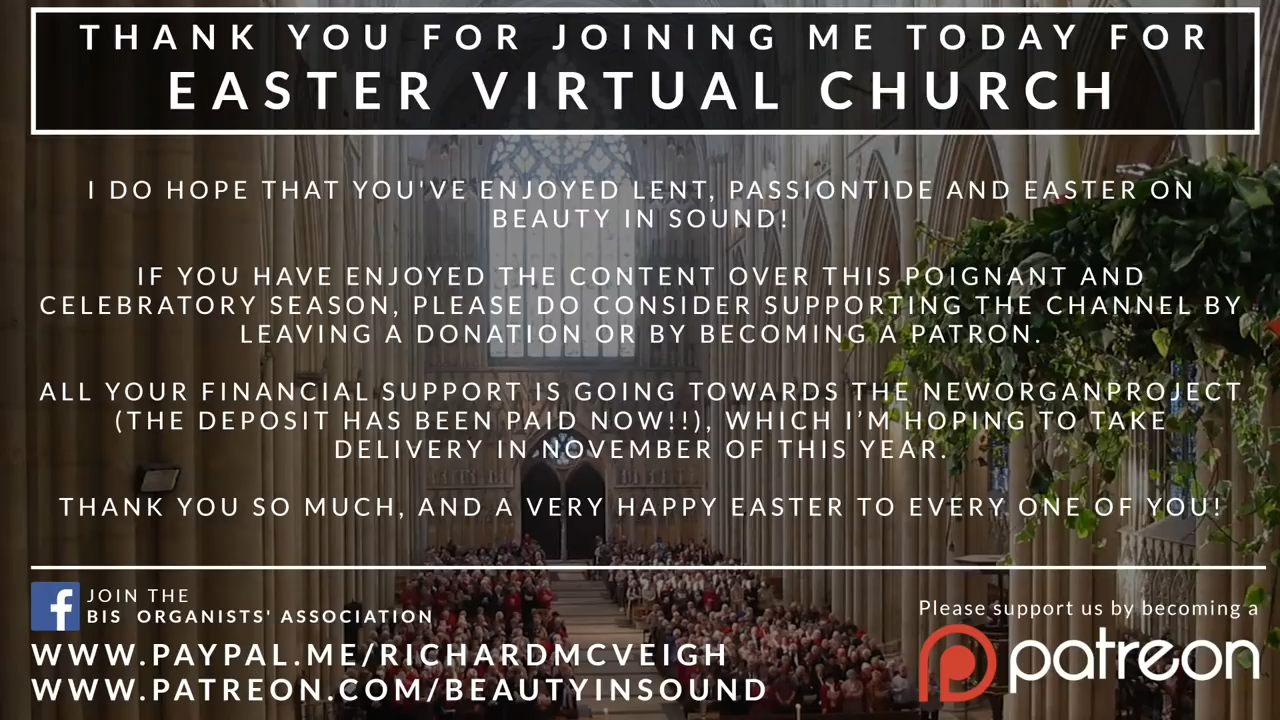 THANK YOU FOR JOINING ME TODAY FOR
EASTER VIRTUAL CHURCH
I DO HOPE THAT YOU'VE ENJOYED LENT, PASSIONTIDE AND EASTER ON
BEAUTY IN SOUND!
IF YOU HAVE ENJOYED THE CONTENT OVER THIS POIGNANT AND
CELEBRATORY SEASON, PLEASE DO CONSIDER SUPPORTING THE CHANNEL BY
LEAVING A DONATION OR BY BECOMING A PATRON.
ALL YOUR FINANCIAL SUPPORT IS GOING TOWARDS THE NEWORGANPROJECT
(THE DEPOSIT HAS BEEN PAID NOW!!), WHICH I’M HOPING TO TAKE
DELIVERY IN NOVEMBER OF THIS YEAR.
THANK YOU SO MUCH, AND A VERY HAPPY EASTER TO EVERY ONE OF YOU!
JOIN THE
BIS ORGANISTS' ASSOCIATION
WWW.PAYPAL.ME/RICHARDMCVEIGH
WWW.PATREON.COM/BEAUTYINSOUND
Please support us by becoming a
patreon